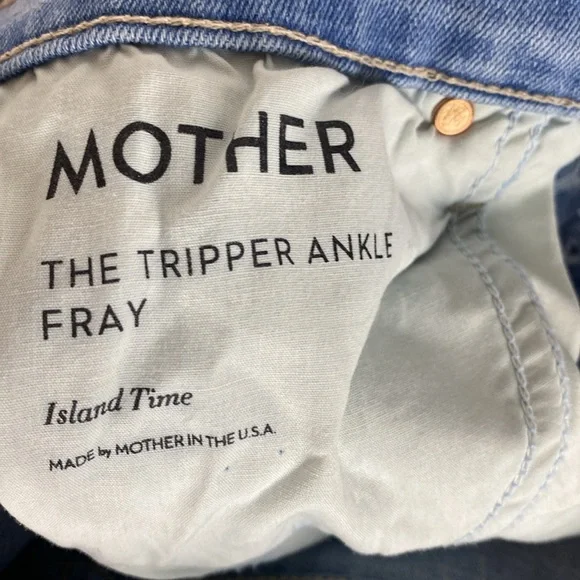 MOTHER
THE TRIPPER ANKLE
FRAY
Island Time
MADE by MOTHER IN THE U.S.A.